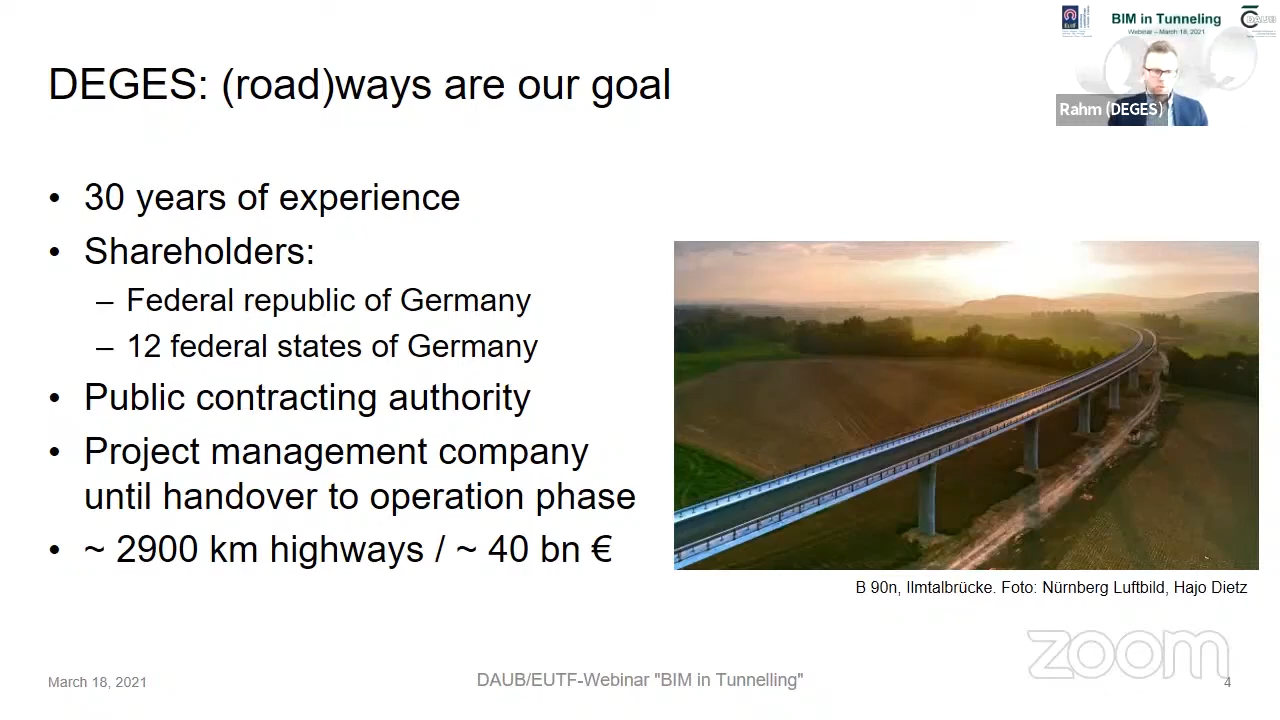 BIM in Tunneling
Webinar – March 18, 2021
EUTF
DAUB
Rahm (DEGES)
DEGES: (road)ways are our goal
• 30 years of experience
• Shareholders:
– Federal republic of Germany
– 12 federal states of Germany
• Public contracting authority
• Project management company
until handover to operation phase
• ~ 2900 km highways / ~ 40 bn €
B 90n, Ilmtalbrücke. Foto: Nürnberg Luftbild, Hajo Dietz
zoom
March 18, 2021
DAUB/EUTF-Webinar "BIM in Tunnelling"
4